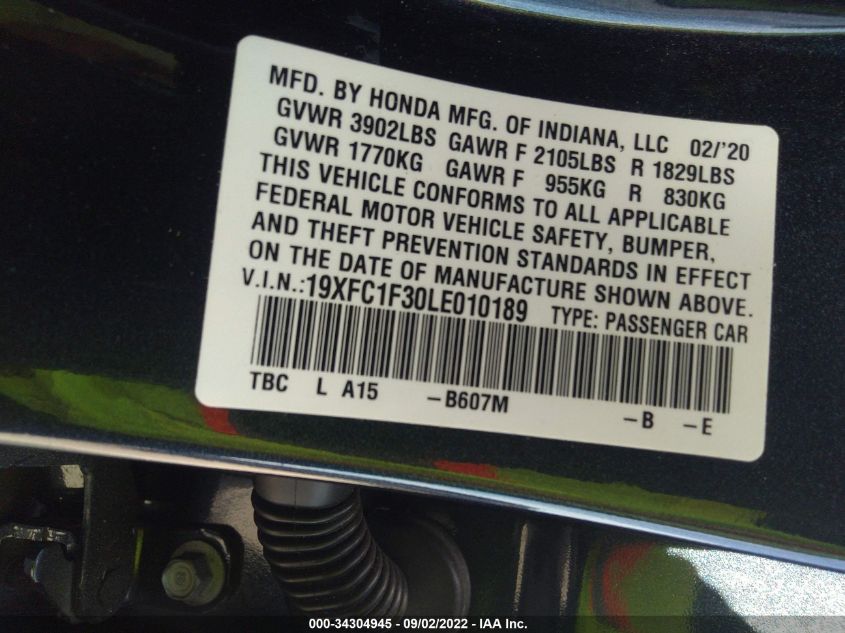 MFD. BY HONDA MFG. OF INDIANA, LLC 02/'20
GVWR 3902LBS GAWR F 2105LBS R 1829LBS
GVWR 1770KG GAWR F 955KG R 830KG
THIS VEHICLE CONFORMS TO ALL APPLICABLE
FEDERAL MOTOR VEHICLE SAFETY, BUMPER,
AND THEFT PREVENTION STANDARDS IN EFFECT
ON THE DATE OF MANUFACTURE SHOWN ABOVE.
V.I.N.:19XFC1F30LE010189 TYPE: PASSENGER CAR
TBC L A15 -B607M -B -E
000-34304945 - 09/02/2022 - IAA Inc.